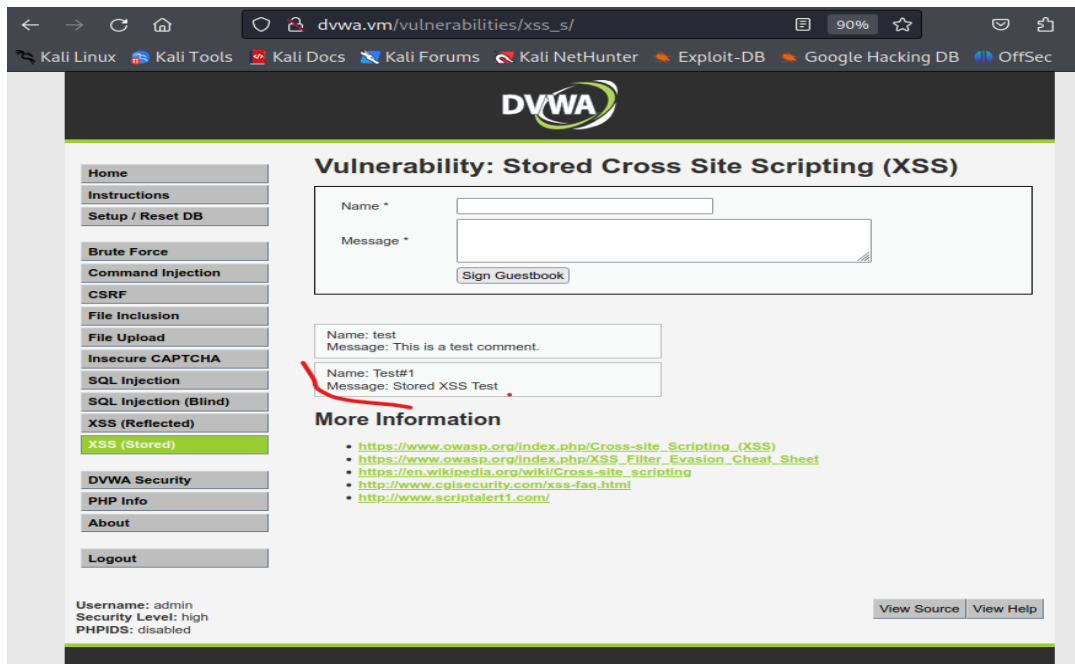 dvwa.vm/vulnerabilities/xss_s/ 90%
Kali Linux Kali Tools Kali Docs Kali Forums Kali NetHunter Exploit-DB Google Hacking DB OffSec
DVWA
Home
Instructions
Setup / Reset DB
Brute Force
Command Injection
CSRF
File Inclusion
File Upload
Insecure CAPTCHA
SQL Injection
SQL Injection (Blind)
XSS (Reflected)
XSS (Stored)
DVWA Security
PHP Info
About
Logout
Vulnerability: Stored Cross Site Scripting (XSS)
Name *
Message *
Sign Guestbook
Name: test
Message: This is a test comment.
Name: Test#1
Message: Stored XSS Test
More Information
https://www.owasp.org/index.php/Cross-site_Scripting_(XSS)
https://www.owasp.org/index.php/XSS_Filter_Evasion_Cheat_Sheet
https://en.wikipedia.org/wiki/Cross-site_scripting
http://www.cgisecurity.com/xss-faq.html
http://www.scriptalert1.com/
Username: admin
Security Level: high
PHPIDS: disabled
View Source View Help